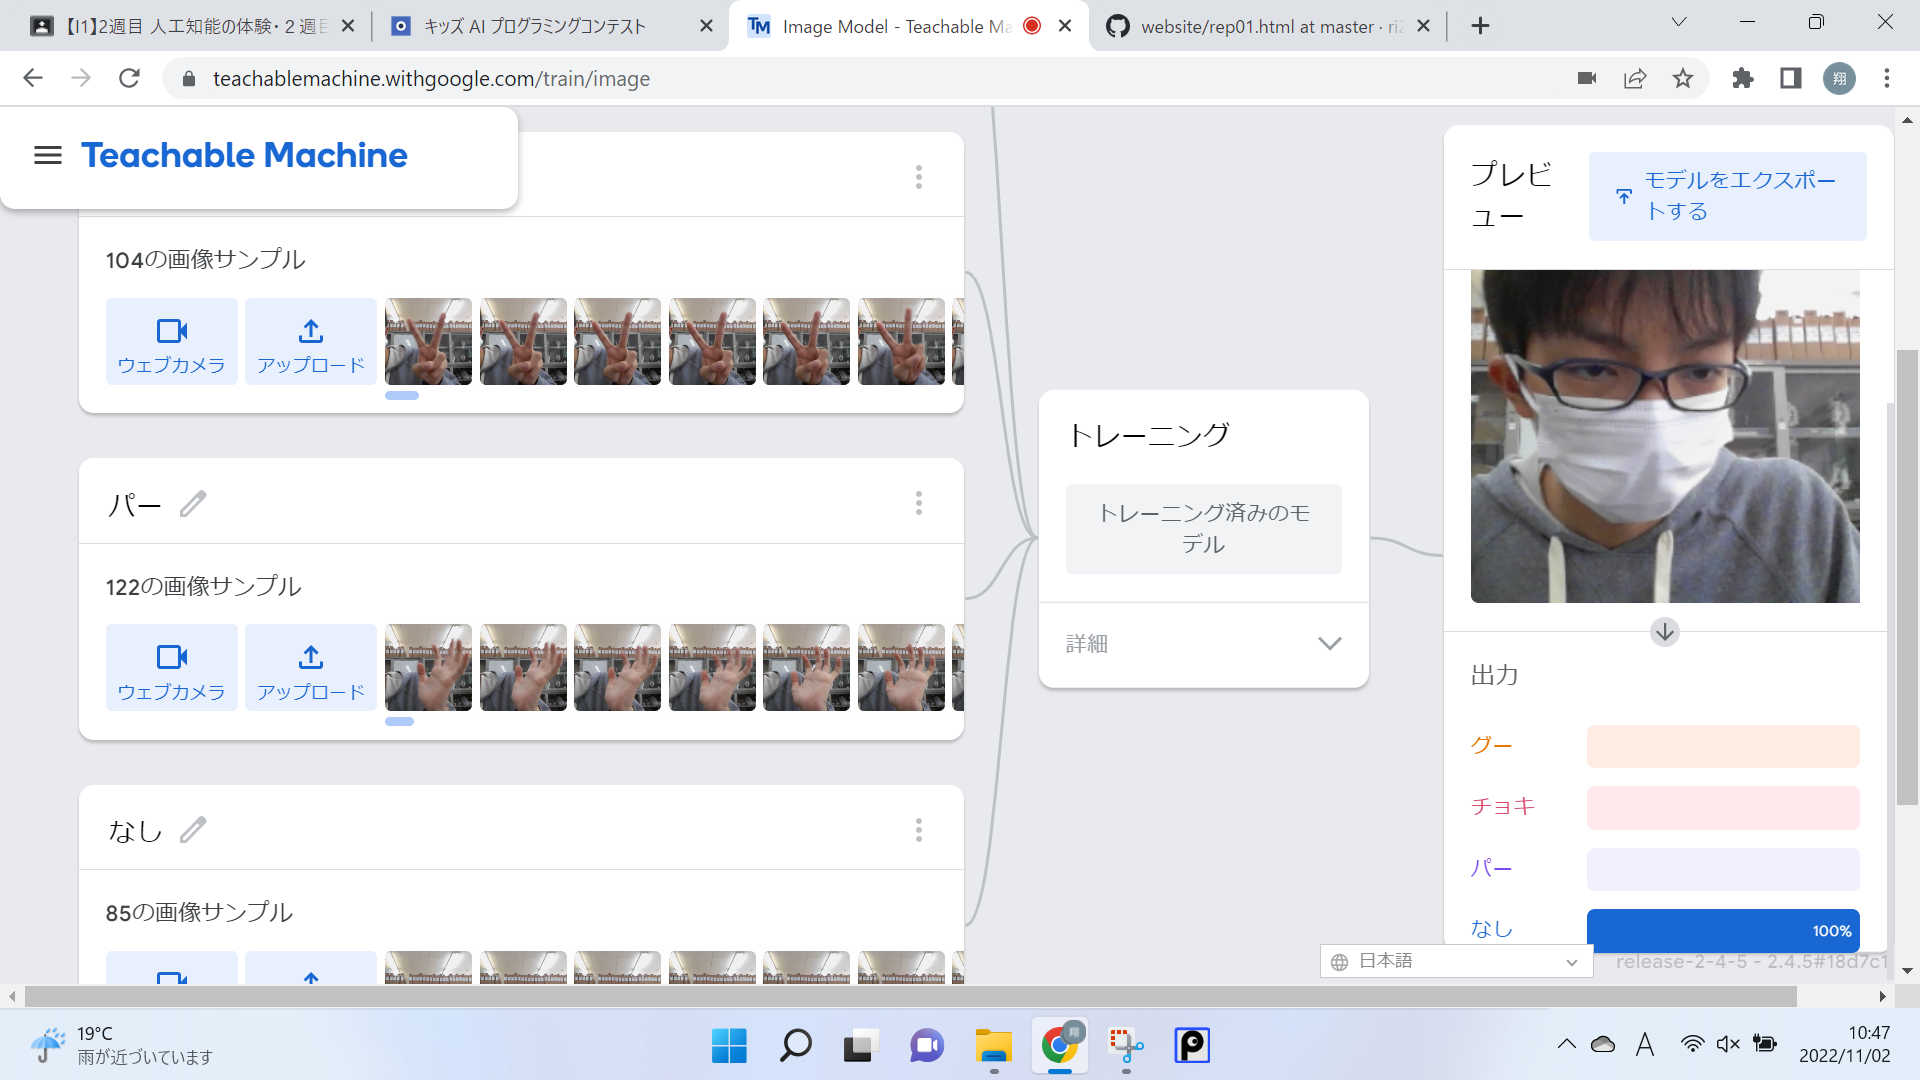 【I1】2週目 人工知能の体験・２週目
キッズ AI プログラミングコンテスト
Image Model - Teachable Ma
website/rep01.html at master · ri2
teachablemachine.withgoogle.com/train/image
翔
Teachable Machine
104の画像サンプル
ウェブカメラ
アップロード
パー
122の画像サンプル
ウェブカメラ
アップロード
なし
85の画像サンプル
トレーニング
トレーニング済みのモ
デル
詳細
プレビ
ュー
モデルをエクスポー
トする
出力
グー
チョキ
パー
なし
100%
日本語
release-2-4-5 - 2.4.5#18d7c1
19°C
雨が近づいています
A
10:47
2022/11/02